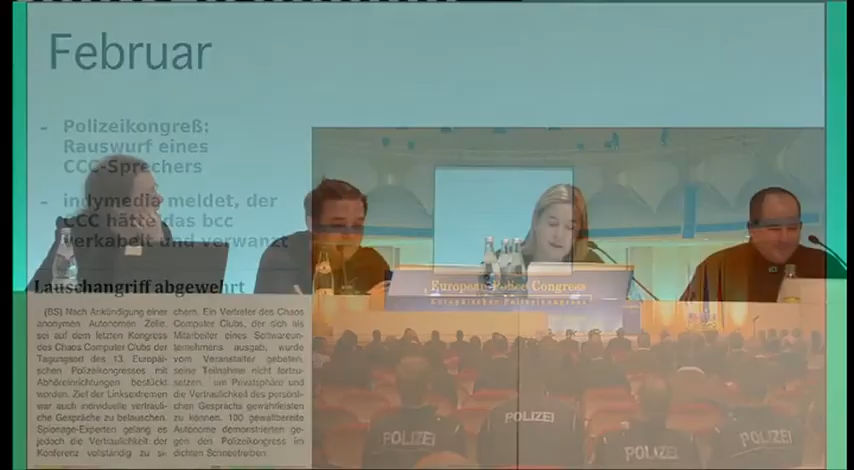 Februar
- Polizeikongreß:
Rauswurf eines
CCC-Sprechers
- indymedia meldet, der
CCC hätte das bcc
verkabelt und verwanzt
Lauschangriff abgewehrt
(BS) Nach Ankündigung einer
anonymen Autonomen Zelle,
sei auf dem letzten Kongress
des Chaos Computer Clubs der
Tagungsort des 13. Europäi-
schen Polizeikongresses mit
Abhöreinrichtungen bestückt
worden. Ziel der Linksextremen
war auch individuelle vertrauli-
che Gespräche zu belauschen.
Spionage-Experten gelang es
jedoch die Vertraulichkeit der
Konferenz vollständig zu si-
chern. Ein Vertreter des Chaos
Computer Clubs, der sich als
Mitarbeiter eines Softwareun-
ternehmens ausgab, wurde
vom Veranstalter gebeten,
seine Teilnahme nicht fortzu-
setzen, um Privatsphäre und
die Vertraulichkeit des persönli-
chen Gesprächs gewährleisten
zu können. 100 gewaltbereite
Autonome demonstrierten ge-
gen den Polizeikongress im
dichten Schneetreiben.
European Police Congress
Europäischer Polizeikongress
POLIZEI
POLIZEI
POLIZEI
POLIZEI